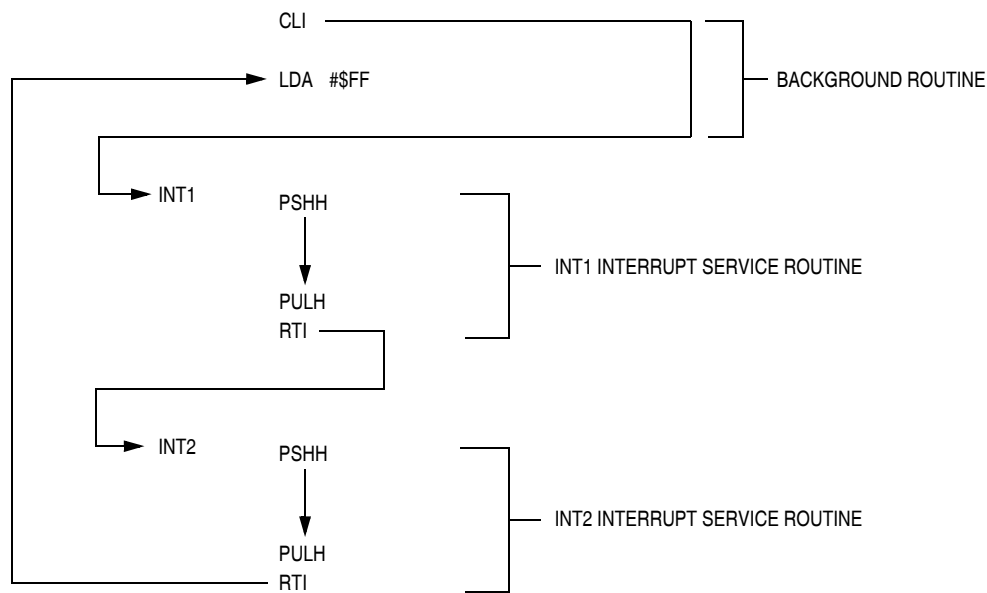 CLI
LDA #$FF
BACKGROUND ROUTINE
INT1
PSHH
INT1 INTERRUPT SERVICE ROUTINE
PULH
RTI
INT2
PSHH
INT2 INTERRUPT SERVICE ROUTINE
PULH
RTI